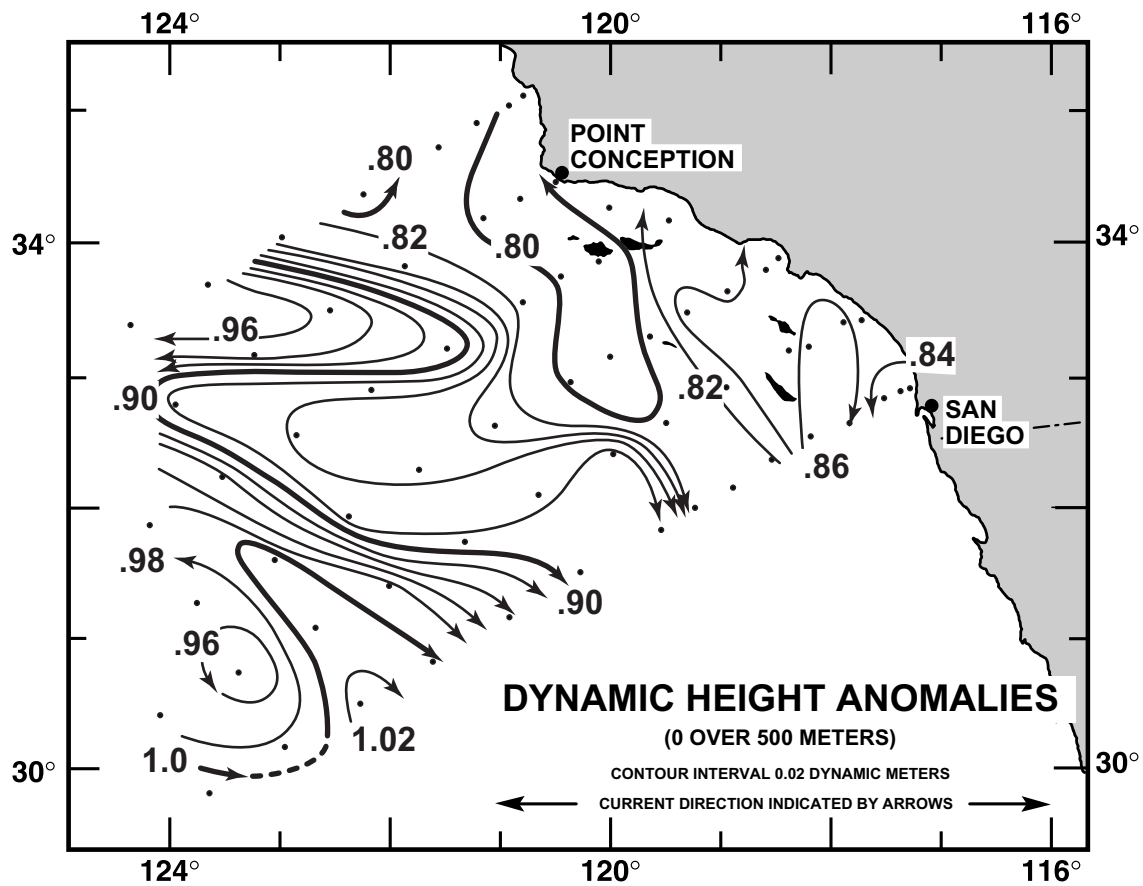 124° 120° 116°
.80
POINT
CONCEPTION
34° .82 .80 34°
.96
.90
.82
.84
SAN
DIEGO
.86
.98
.90
.96
1.02
1.0
DYNAMIC HEIGHT ANOMALIES
(0 OVER 500 METERS)
CONTOUR INTERVAL 0.02 DYNAMIC METERS
CURRENT DIRECTION INDICATED BY ARROWS
30° 30°
124° 120° 116°